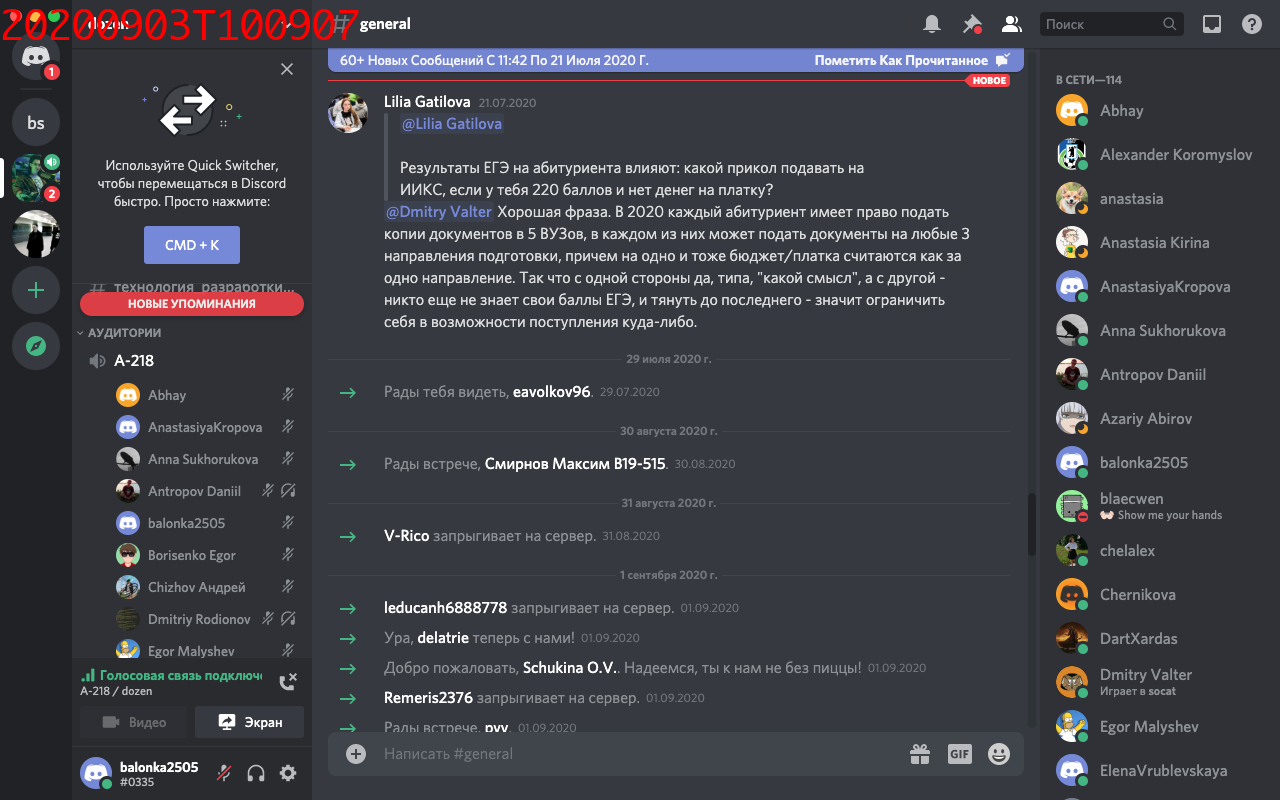 20200903T100907
dozen
general
Поиск
1
bs
2
Используйте Quick Switcher,
чтобы перемещаться в Discord
быстро. Просто нажмите:
CMD + K
# технология_разработки...
НОВЫЕ УПОМИНАНИЯ
АУДИТОРИИ
А-218
Abhay
AnastasiyaKropova
Anna Sukhorukova
Antropov Daniil
balonka2505
Borisenko Egor
Chizhov Андрей
Dmitriy Rodionov
Egor Malyshev
Голосовая связь подключе
А-218 / dozen
Видео
Экран
balonka2505
#0335
60+ Новых Сообщений С 11:42 По 21 Июля 2020 Г.
Пометить Как Прочитанное
НОВОЕ
Lilia Gatilova 21.07.2020
@Lilia Gatilova
Результаты ЕГЭ на абитуриента влияют: какой прикол подавать на
ИИКС, если у тебя 220 баллов и нет денег на платку?
@Dmitry Valter Хорошая фраза. В 2020 каждый абитуриент имеет право подать
копии документов в 5 ВУЗов, в каждом из них может подать документы на любые 3
направления подготовки, причем на одно и тоже бюджет/платка считаются как за
одно направление. Так что с одной стороны да, типа, "какой смысл", а с другой -
никто еще не знает свои баллы ЕГЭ, и тянуть до последнего - значит ограничить
себя в возможности поступления куда-либо.
29 июля 2020 г.
Рады тебя видеть, eavolkov96. 29.07.2020
30 августа 2020 г.
Рады встрече, Смирнов Максим B19-515. 30.08.2020
31 августа 2020 г.
V-Rico запрыгивает на сервер. 31.08.2020
1 сентября 2020 г.
leducanh6888778 запрыгивает на сервер. 01.09.2020
Ура, delatrie теперь с нами! 01.09.2020
Добро пожаловать, Schukina O.V.. Надеемся, ты к нам не без пиццы! 01.09.2020
Remeris2376 запрыгивает на сервер. 01.09.2020
Рады встрече, pyy. 01.09.2020
Написать #general
GIF
В СЕТИ—114
Abhay
Alexander Koromyslov
anastasia
Anastasia Kirina
AnastasiyaKropova
Anna Sukhorukova
Antropov Daniil
Azariy Abirov
balonka2505
blaecwen
Show me your hands
chelalex
Chernikova
DartXardas
Dmitry Valter
Играет в socat
Egor Malyshev
ElenaVrublevskaya